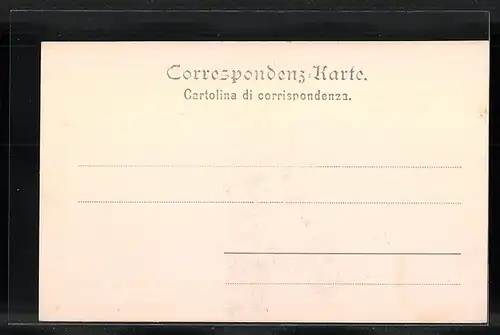 Correspondenz-Karte.
Cartolina di corrispondenza.